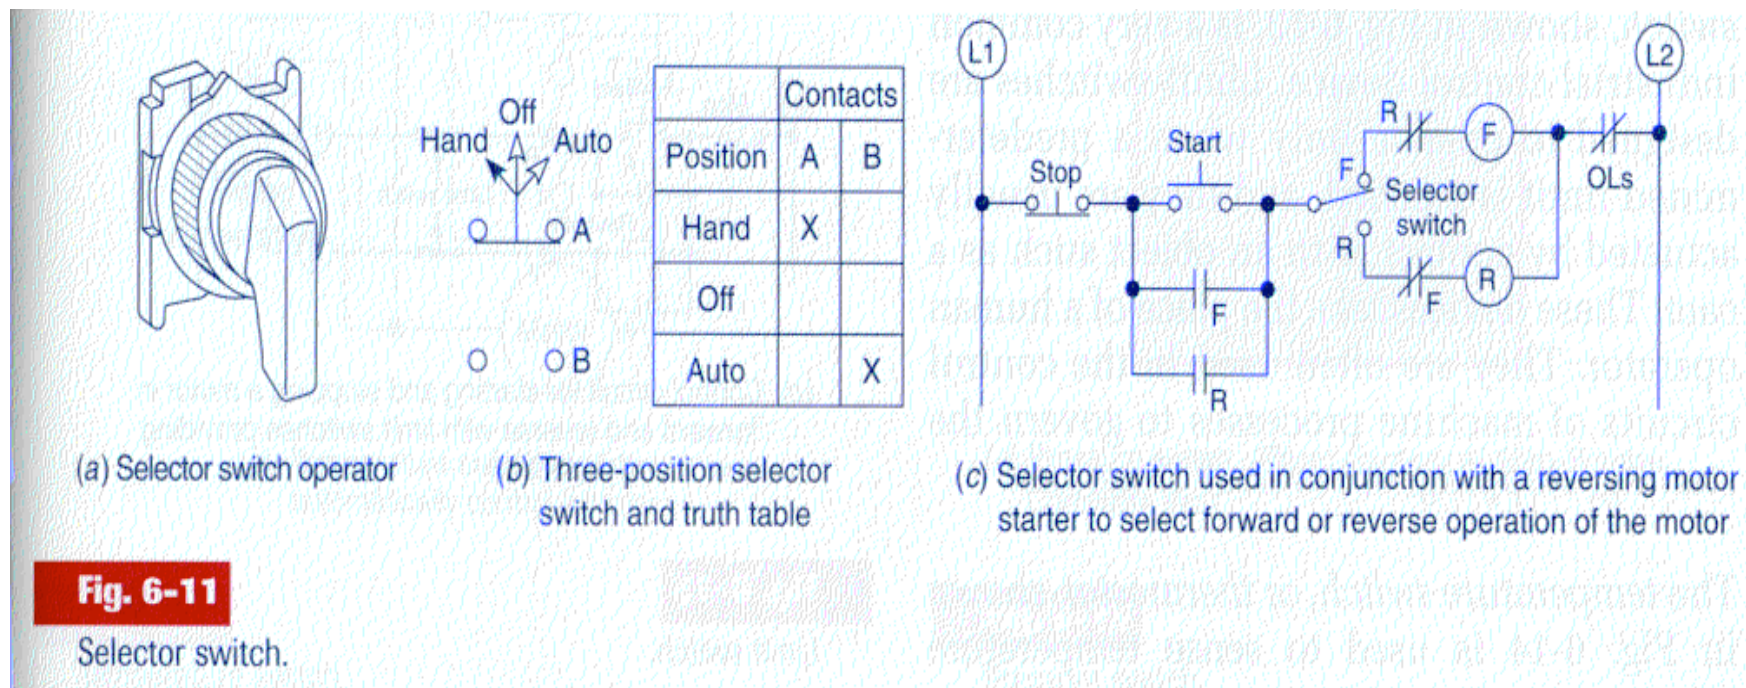 Off
Hand
Auto
A
B
Contacts
Position A B
Hand X
Off
Auto X
L1
L2
Stop
Start
F
R
Selector
switch
R
F
F
R
OLs
F
R
(a) Selector switch operator
(b) Three-position selector
switch and truth table
(c) Selector switch used in conjunction with a reversing motor
starter to select forward or reverse operation of the motor
Fig. 6-11
Selector switch.